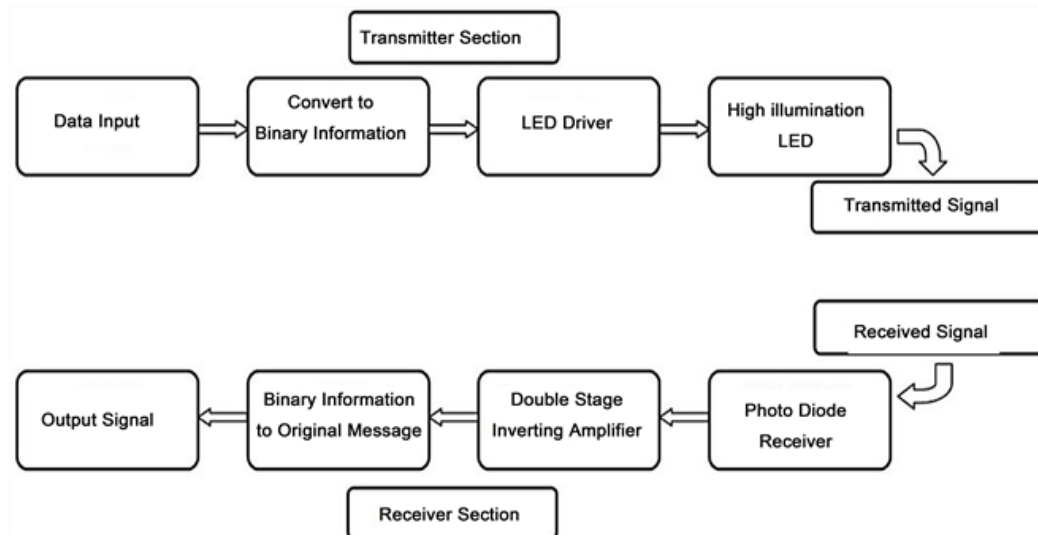 Transmitter Section
Data Input
Convert to
Binary Information
LED Driver
High illumination
LED
Transmitted Signal
Received Signal
Output Signal
Binary Information
to Original Message
Double Stage
Inverting Amplifier
Photo Diode
Receiver
Receiver Section